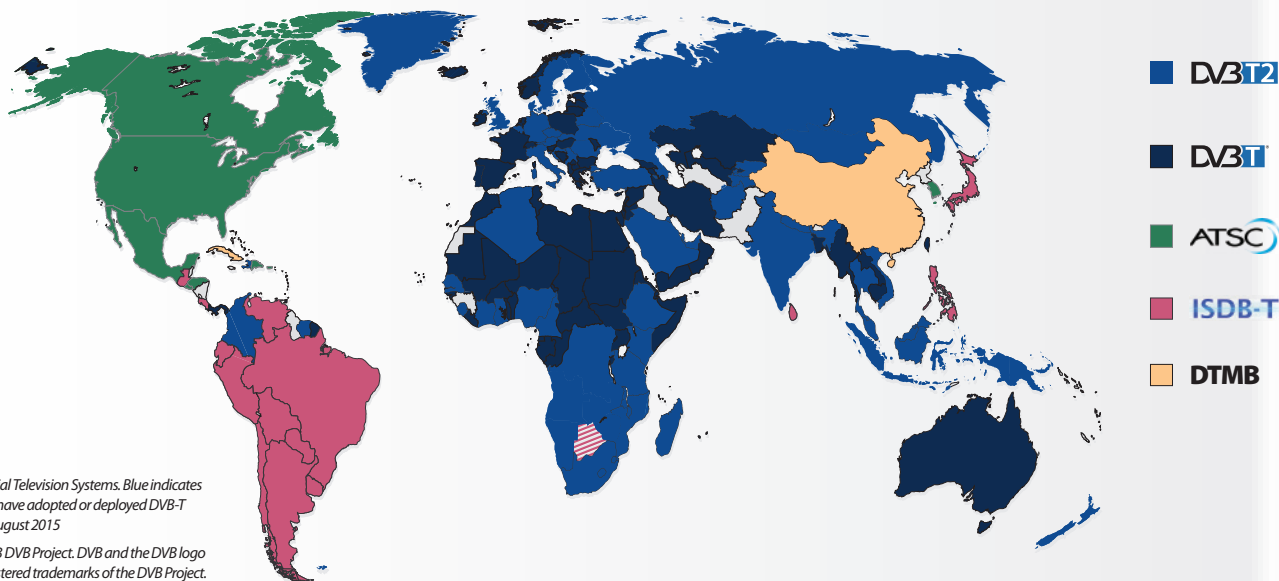 DVB T2
DVB T
ATSC
ISDB-T
DTMB
al Television Systems. Blue indicates
have adopted or deployed DVB-T
gust 2015
DVB Project. DVB and the DVB logo
tered trademarks of the DVB Project.